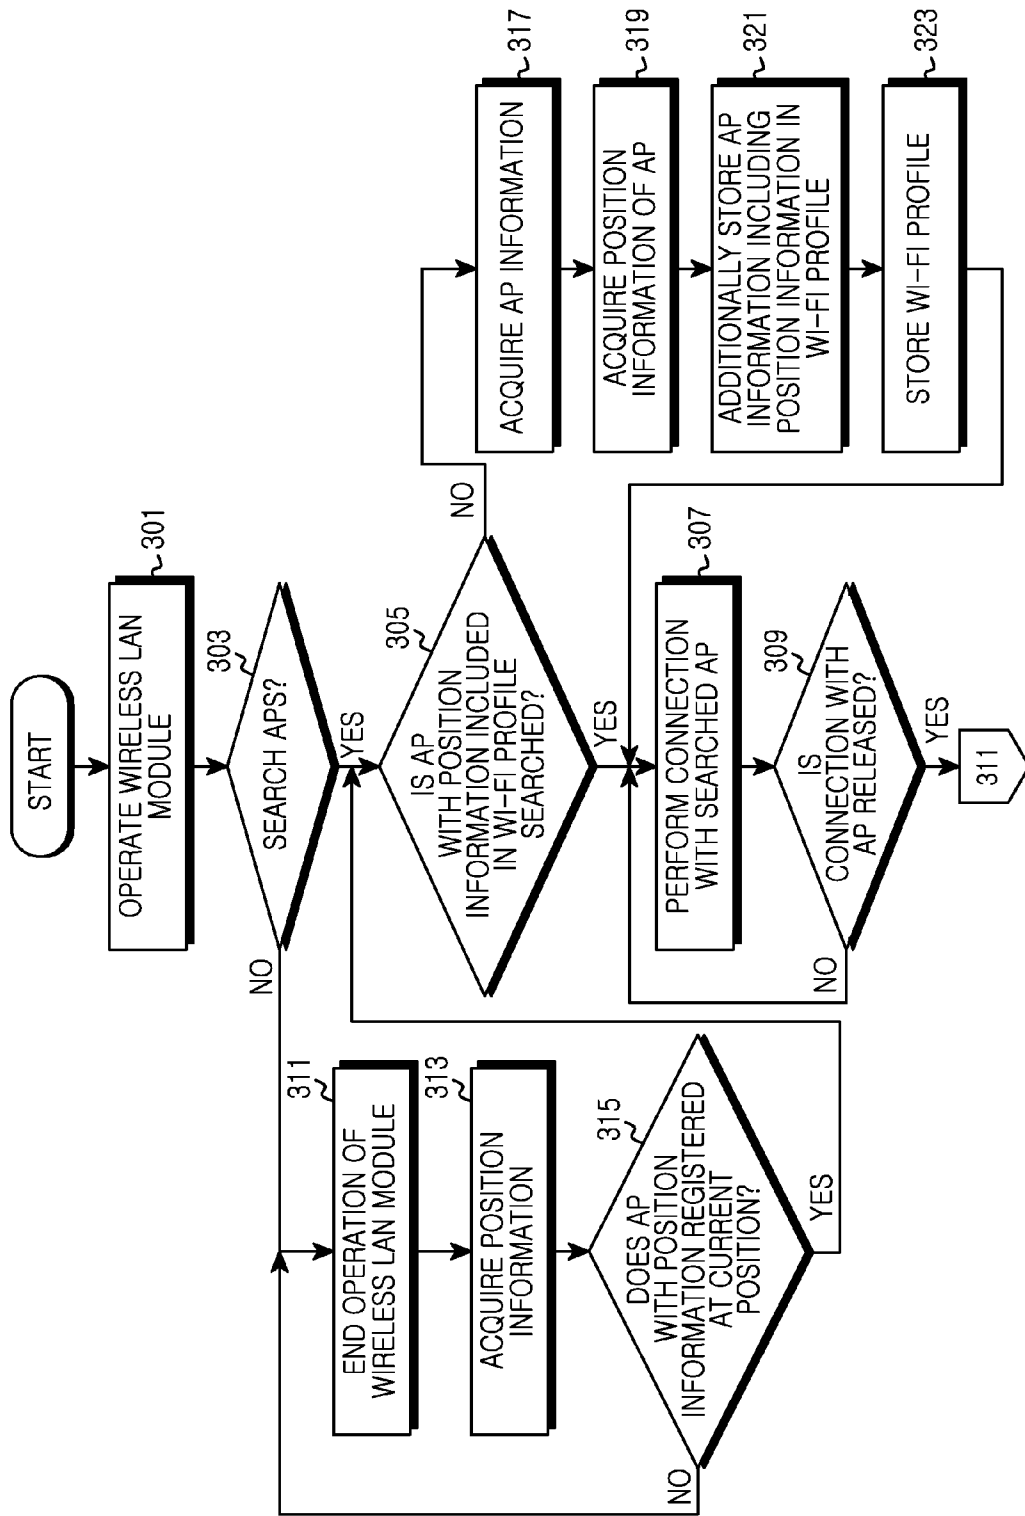 START
OPERATE WIRELESS LAN
MODULE
301
SEARCH APS?
303
NO
YES
IS AP
WITH POSITION
INFORMATION INCLUDED
IN WI-FI PROFILE
SEARCHED?
305
NO
YES
PERFORM CONNECTION
WITH SEARCHED AP
307
IS
CONNECTION WITH
AP RELEASED?
309
NO
YES
311
END OPERATION OF
WIRELESS LAN MODULE
311
ACQUIRE POSITION
INFORMATION
313
DOES AP
WITH POSITION
INFORMATION REGISTERED
AT CURRENT
POSITION?
315
NO
YES
ACQUIRE AP INFORMATION
317
ACQUIRE POSITION
INFORMATION OF AP
319
ADDITIONALLY STORE AP
INFORMATION INCLUDING
POSITION INFORMATION IN
WI-FI PROFILE
321
STORE WI-FI PROFILE
323